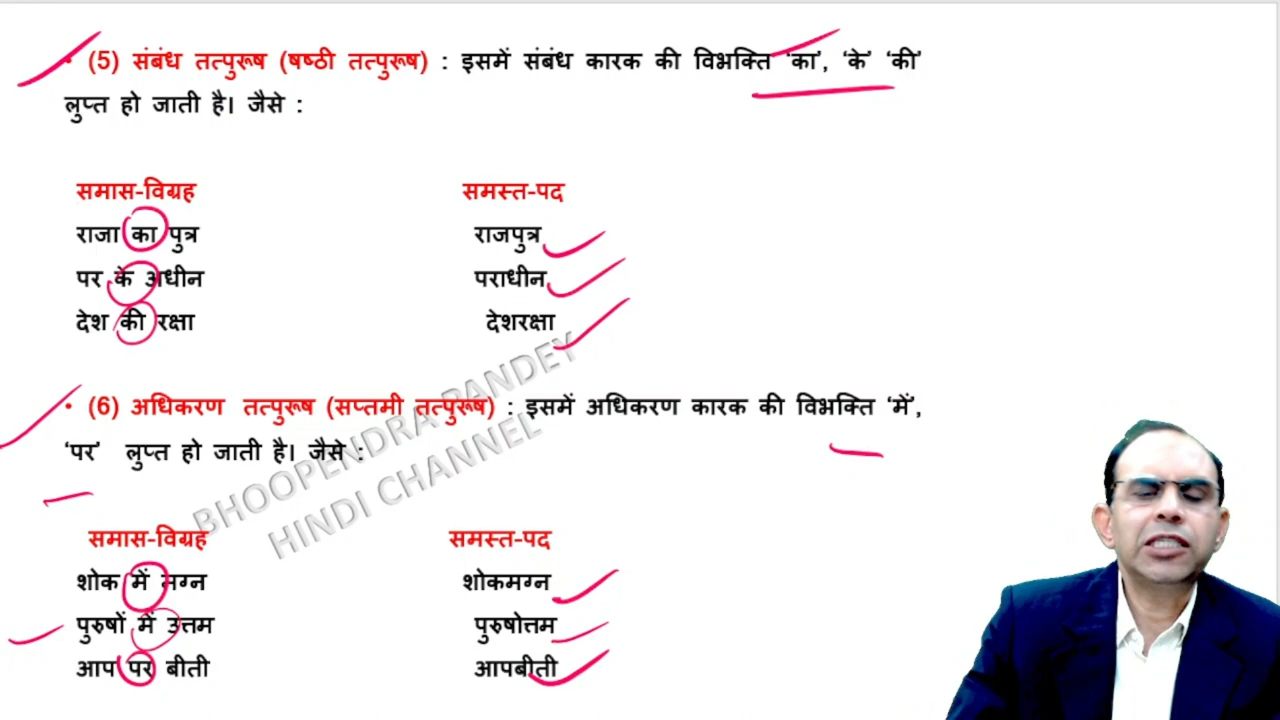 • (5) संबंध तत्पुरूष (षष्ठी तत्पुरूष) : इसमें संबंध कारक की विभक्ति ‘का’, ‘के’ ‘की’
लुप्त हो जाती है। जैसे :
समास-विग्रह समस्त-पद
राजा का पुत्र राजपुत्र
पर के अधीन पराधीन
देश की रक्षा देशरक्षा
• (6) अधिकरण तत्पुरूष (सप्तमी तत्पुरूष) : इसमें अधिकरण कारक की विभक्ति ‘में’,
‘पर’ लुप्त हो जाती है। जैसे :
समास-विग्रह समस्त-पद
शोक में मग्न शोकमग्न
पुरुषों में उत्तम पुरुषोत्तम
आप पर बीती आपबीती
BHOOPENDRA PANDEY
HINDI CHANNEL